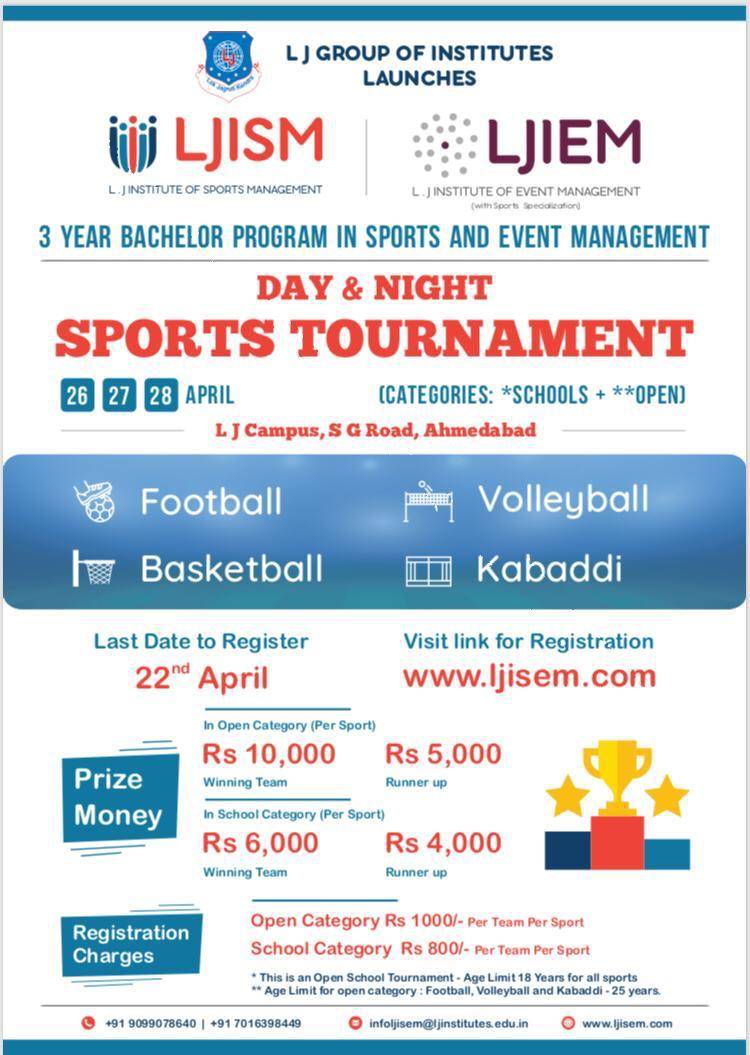 L J GROUP OF INSTITUTES
LAUNCHES
LJ
Lok Jagruti Kendra
LJISM
L . J INSTITUTE OF SPORTS MANAGEMENT
LJIEM
L . J INSTITUTE OF EVENT MANAGEMENT
(with Sports Specialization)
3 YEAR BACHELOR PROGRAM IN SPORTS AND EVENT MANAGEMENT
DAY & NIGHT
SPORTS TOURNAMENT
26 27 28 APRIL
(CATEGORIES: *SCHOOLS + **OPEN)
L J Campus, S G Road, Ahmedabad
Football
Volleyball
Basketball
Kabaddi
Last Date to Register
22nd April
Visit link for Registration
www.ljisem.com
Prize
Money
In Open Category (Per Sport)
Rs 10,000 Rs 5,000
Winning Team Runner up
In School Category (Per Sport)
Rs 6,000 Rs 4,000
Winning Team Runner up
Registration
Charges
Open Category Rs 1000/- Per Team Per Sport
School Category Rs 800/- Per Team Per Sport
* This is an Open School Tournament - Age Limit 18 Years for all sports
** Age Limit for open category : Football, Volleyball and Kabaddi - 25 years.
+91 9099078640 | +91 7016398449 infoljisem@ljinstitutes.edu.in www.ljisem.com